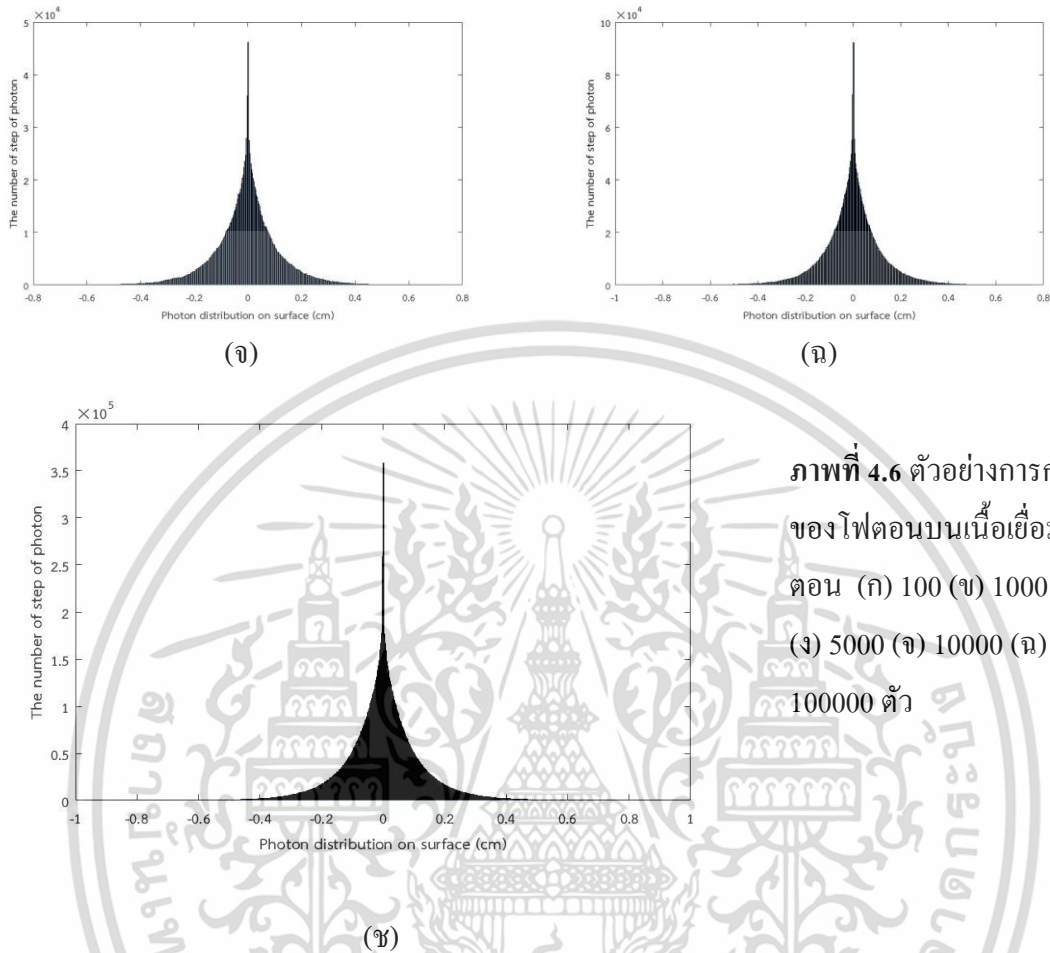 ×10⁴
5
4
3
2
1
0
The number of step of photon
-0.8 -0.6 -0.4 -0.2 0 0.2 0.4 0.6 0.8
Photon distribution on surface (cm)
(จ)
×10⁴
10
8
6
4
2
0
The number of step of photon
-1 -0.8 -0.6 -0.4 -0.2 0 0.2 0.4 0.6 0.8
Photon distribution on surface (cm)
(ฉ)
×10⁵
4
3.5
3
2.5
2
1.5
1
0.5
0
The number of step of photon
-1 -0.8 -0.6 -0.4 -0.2 0 0.2 0.4 0.6 0.8 1
Photon distribution on surface (cm)
(ช)
ภาพที่ 4.6 ตัวอย่างการ
ของโฟตอนบนเนื้อเยื่อ
ตอน (ก) 100 (ข) 1000
(ง) 5000 (จ) 10000 (ฉ)
100000 ตัว